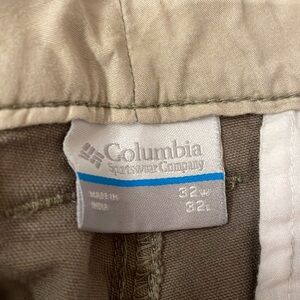 Columbia
Sportswear Company
MADE IN 32W
INDIA 32L